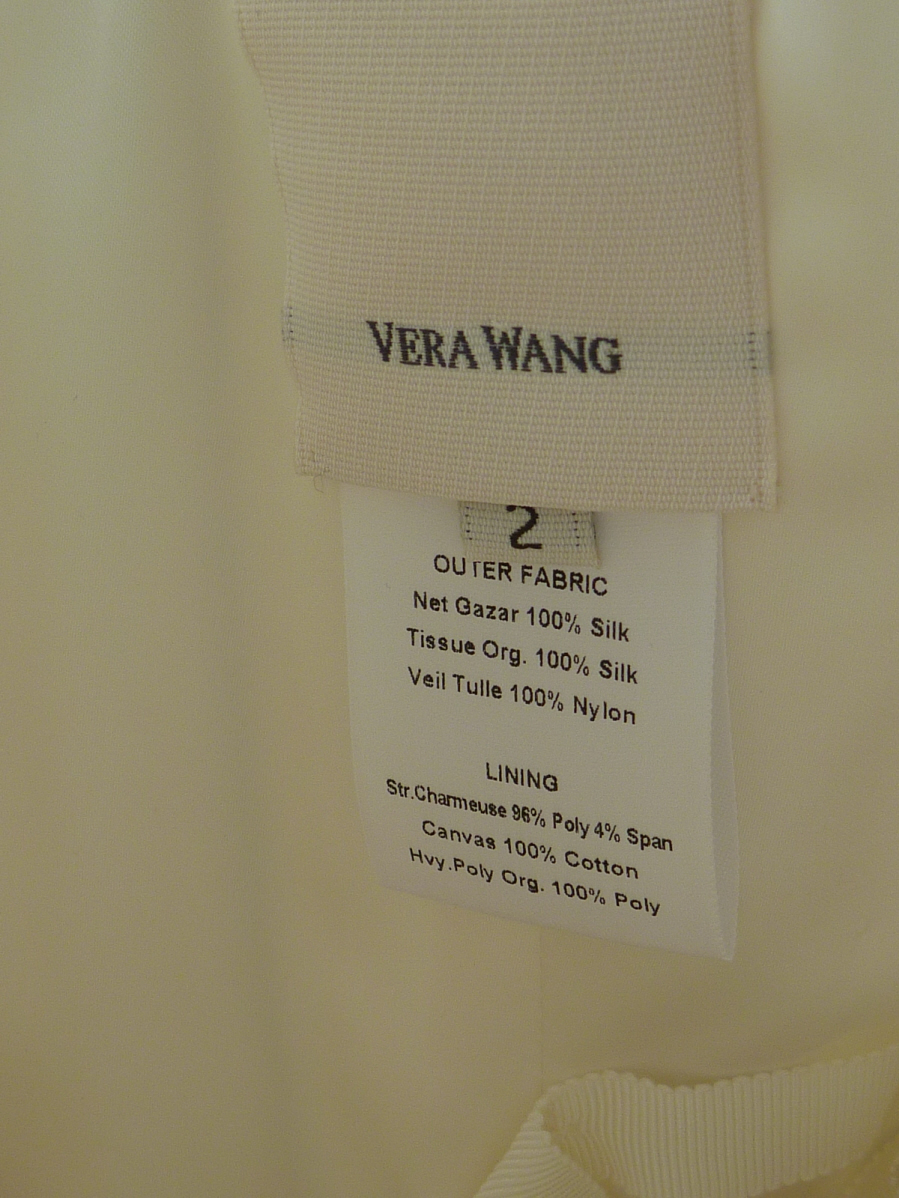 VERA WANG
2
OUTER FABRIC
Net Gazar 100% Silk
Tissue Org. 100% Silk
Veil Tulle 100% Nylon
LINING
Str.Charmeuse 96% Poly 4% Span
Canvas 100% Cotton
Hvy.Poly Org. 100% Poly